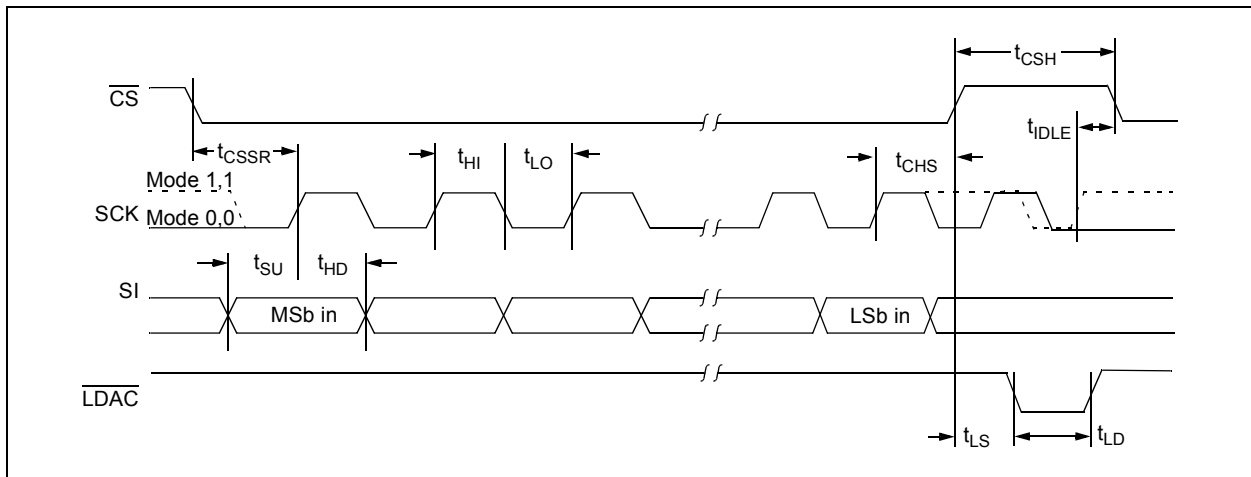 tCSH
CS
tIDLE
tCSSR
tHI
tLO
tCHS
Mode 1,1
SCK
Mode 0,0
tSU
tHD
SI
MSb in
LSb in
LDAC
tLS
tLD